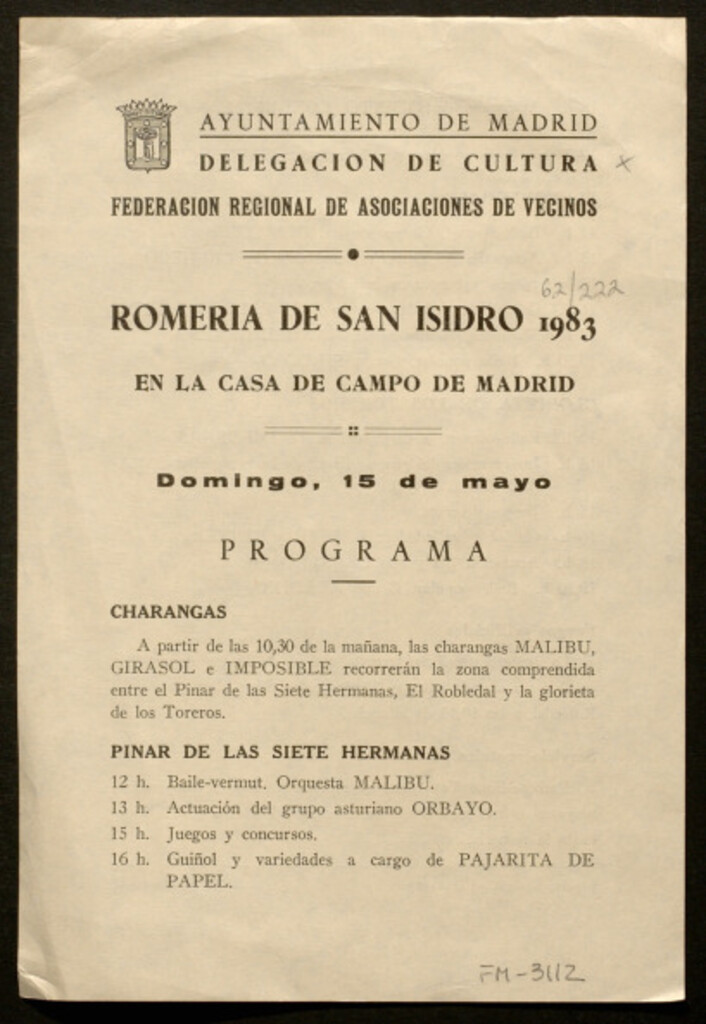 AYUNTAMIENTO DE MADRID
DELEGACION DE CULTURA x
FEDERACION REGIONAL DE ASOCIACIONES DE VECINOS
62/222
ROMERIA DE SAN ISIDRO 1983
EN LA CASA DE CAMPO DE MADRID
Domingo, 15 de mayo
PROGRAMA
CHARANGAS
A partir de las 10,30 de la mañana, las charangas MALIBU,
GIRASOL e IMPOSIBLE recorrerán la zona comprendida
entre el Pinar de las Siete Hermanas, El Robledal y la glorieta
de los Toreros.
PINAR DE LAS SIETE HERMANAS
12 h. Baile-vermut. Orquesta MALIBU.
13 h. Actuación del grupo asturiano ORBAYO.
15 h. Juegos y concursos.
16 h. Guiñol y variedades a cargo de PAJARITA DE
PAPEL.
FM-3112